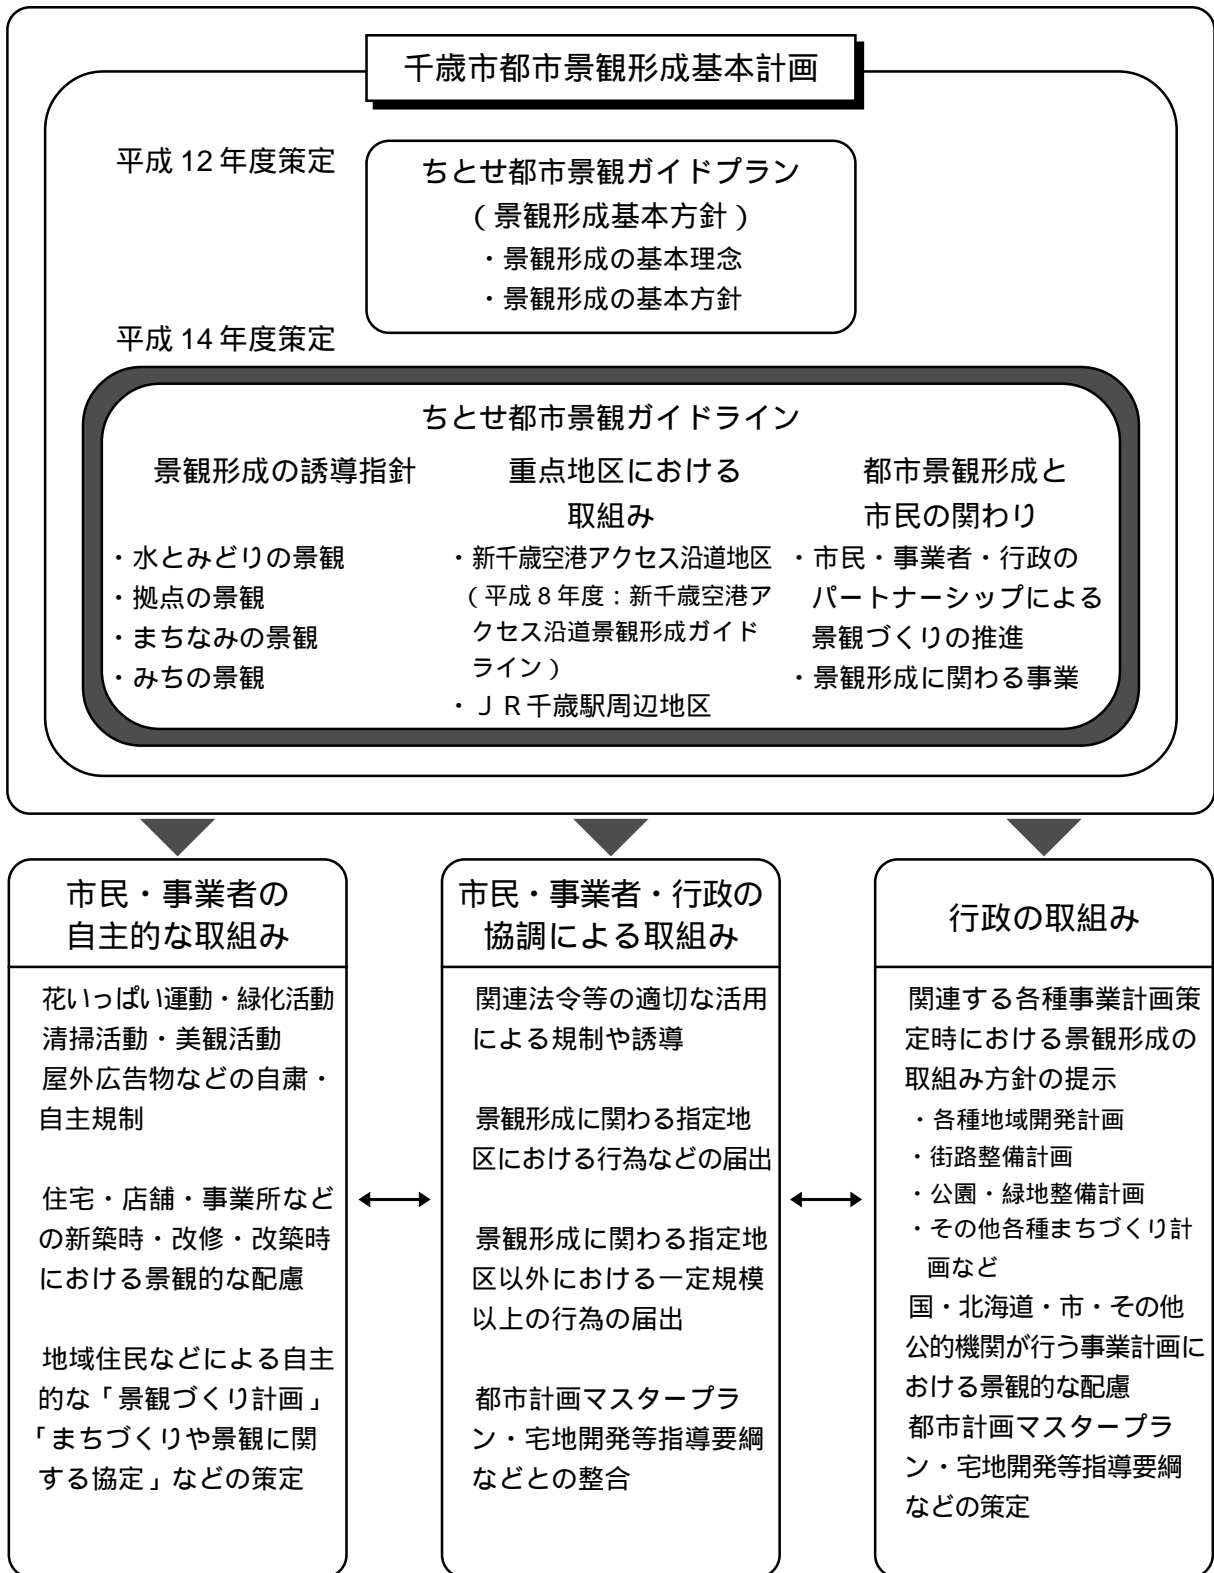 千歳市都市景観形成基本計画
平成 12 年度策定
ちとせ都市景観ガイドプラン
（景観形成基本方針）
・景観形成の基本理念
・景観形成の基本方針
平成 14 年度策定
ちとせ都市景観ガイドライン
景観形成の誘導指針
・水とみどりの景観
・拠点の景観
・まちなみの景観
・みちの景観
重点地区における
取組み
・新千歳空港アクセス沿道地区
（平成 8 年度：新千歳空港ア
クセス沿道景観形成ガイド
ライン）
・ＪＲ千歳駅周辺地区
都市景観形成と
市民の関わり
・市民・事業者・行政の
パートナーシップによる
景観づくりの推進
・景観形成に関わる事業
市民・事業者の
自主的な取組み
花いっぱい運動・緑化活動
清掃活動・美観活動
屋外広告物などの自粛・
自主規制
住宅・店舗・事業所など
の新築時・改修・改築時
における景観的な配慮
地域住民などによる自主
的な「景観づくり計画」
「まちづくりや景観に関
する協定」などの策定
市民・事業者・行政の
協調による取組み
関連法令等の適切な活用
による規制や誘導
景観形成に関わる指定地
区における行為などの届出
景観形成に関わる指定地
区以外における一定規模
以上の行為の届出
都市計画マスタープラ
ン・宅地開発等指導要綱
などとの整合
行政の取組み
関連する各種事業計画策
定時における景観形成の
取組み方針の提示
・各種地域開発計画
・街路整備計画
・公園・緑地整備計画
・その他各種まちづくり計
画など
国・北海道・市・その他
公的機関が行う事業計画に
おける景観的な配慮
都市計画マスタープラ
ン・宅地開発等指導要綱
などの策定